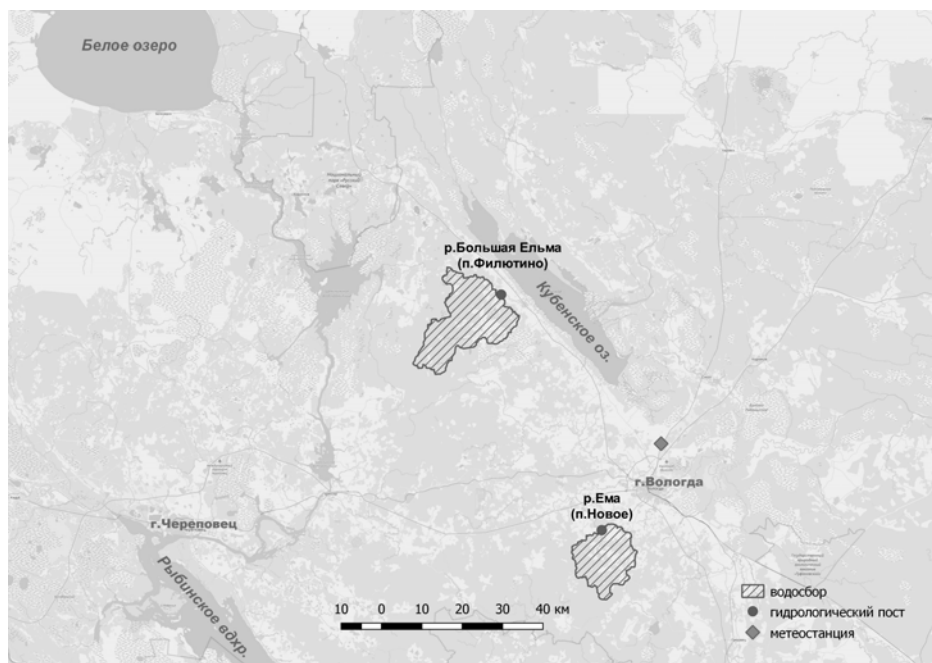 Белое озеро
р.Большая Ельма
(п.Филютино)
Кубенское оз.
г.Вологда
р.Ема
(п.Новое)
г.Череповец
Рыбинское вдхр.
10 0 10 20 30 40 км
водосбор
гидрологический пост
метеостанция